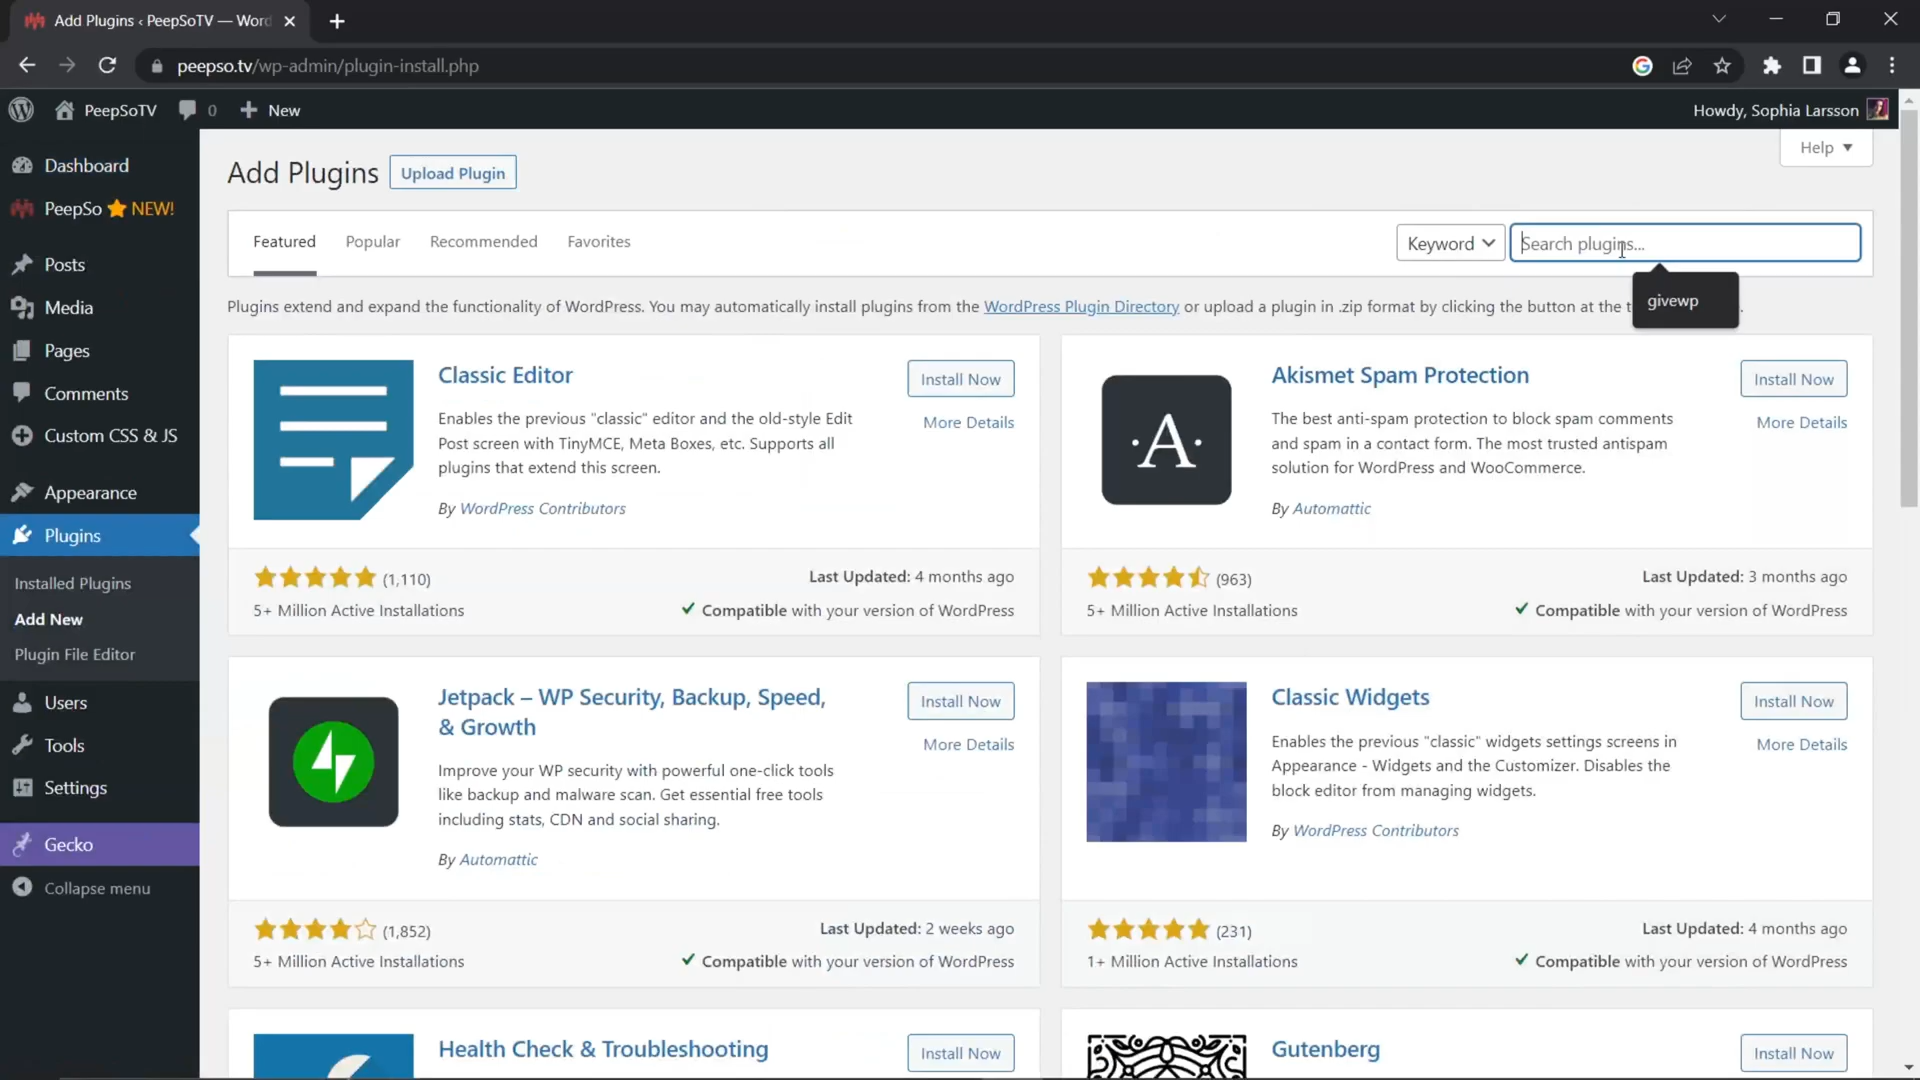 Add Plugins ‹ PeepSoTV — Word
peepso.tv/wp-admin/plugin-install.php
PeepSoTV 0 New
Howdy, Sophia Larsson
Dashboard
PeepSo NEW!
Posts
Media
Pages
Comments
Custom CSS & JS
Appearance
Plugins
Installed Plugins
Add New
Plugin File Editor
Users
Tools
Settings
Gecko
Collapse menu
Help
Add Plugins Upload Plugin
Featured Popular Recommended Favorites
Keyword Search plugins...
givewp
Plugins extend and expand the functionality of WordPress. You may automatically install plugins from the WordPress Plugin Directory or upload a plugin in .zip format by clicking the button at the t
Classic Editor
Install Now
More Details
Enables the previous "classic" editor and the old-style Edit
Post screen with TinyMCE, Meta Boxes, etc. Supports all
plugins that extend this screen.
By WordPress Contributors
(1,110)
Last Updated: 4 months ago
5+ Million Active Installations
Compatible with your version of WordPress
Akismet Spam Protection
Install Now
More Details
·A·
The best anti-spam protection to block spam comments
and spam in a contact form. The most trusted antispam
solution for WordPress and WooCommerce.
By Automattic
(963)
Last Updated: 3 months ago
5+ Million Active Installations
Compatible with your version of WordPress
Jetpack – WP Security, Backup, Speed,
& Growth
Install Now
More Details
Improve your WP security with powerful one-click tools
like backup and malware scan. Get essential free tools
including stats, CDN and social sharing.
By Automattic
(1,852)
Last Updated: 2 weeks ago
5+ Million Active Installations
Compatible with your version of WordPress
Classic Widgets
Install Now
More Details
Enables the previous "classic" widgets settings screens in
Appearance - Widgets and the Customizer. Disables the
block editor from managing widgets.
By WordPress Contributors
(231)
Last Updated: 4 months ago
1+ Million Active Installations
Compatible with your version of WordPress
Health Check & Troubleshooting
Install Now
Gutenberg
Install Now